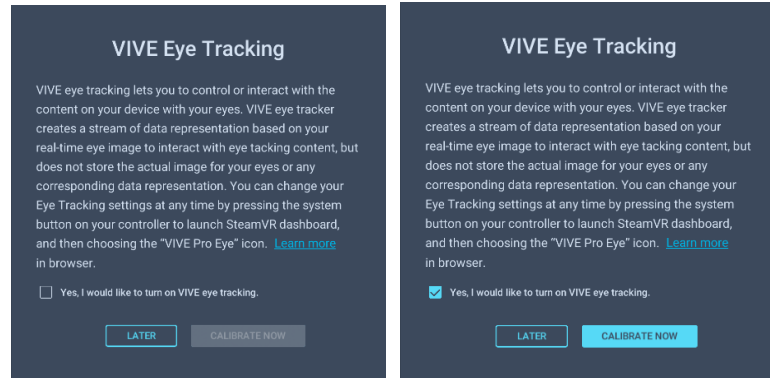 VIVE Eye Tracking
VIVE eye tracking lets you to control or interact with the
content on your device with your eyes. VIVE eye tracker
creates a stream of data representation based on your
real-time eye image to interact with eye tacking content, but
does not store the actual image for your eyes or any
corresponding data representation. You can change your
Eye Tracking settings at any time by pressing the system
button on your controller to launch SteamVR dashboard,
and then choosing the “VIVE Pro Eye” icon. Learn more
in browser.
Yes, I would like to turn on VIVE eye tracking.
LATER
CALIBRATE NOW
VIVE Eye Tracking
VIVE eye tracking lets you to control or interact with the
content on your device with your eyes. VIVE eye tracker
creates a stream of data representation based on your
real-time eye image to interact with eye tacking content, but
does not store the actual image for your eyes or any
corresponding data representation. You can change your
Eye Tracking settings at any time by pressing the system
button on your controller to launch SteamVR dashboard,
and then choosing the “VIVE Pro Eye” icon. Learn more
in browser.
Yes, I would like to turn on VIVE eye tracking.
LATER
CALIBRATE NOW